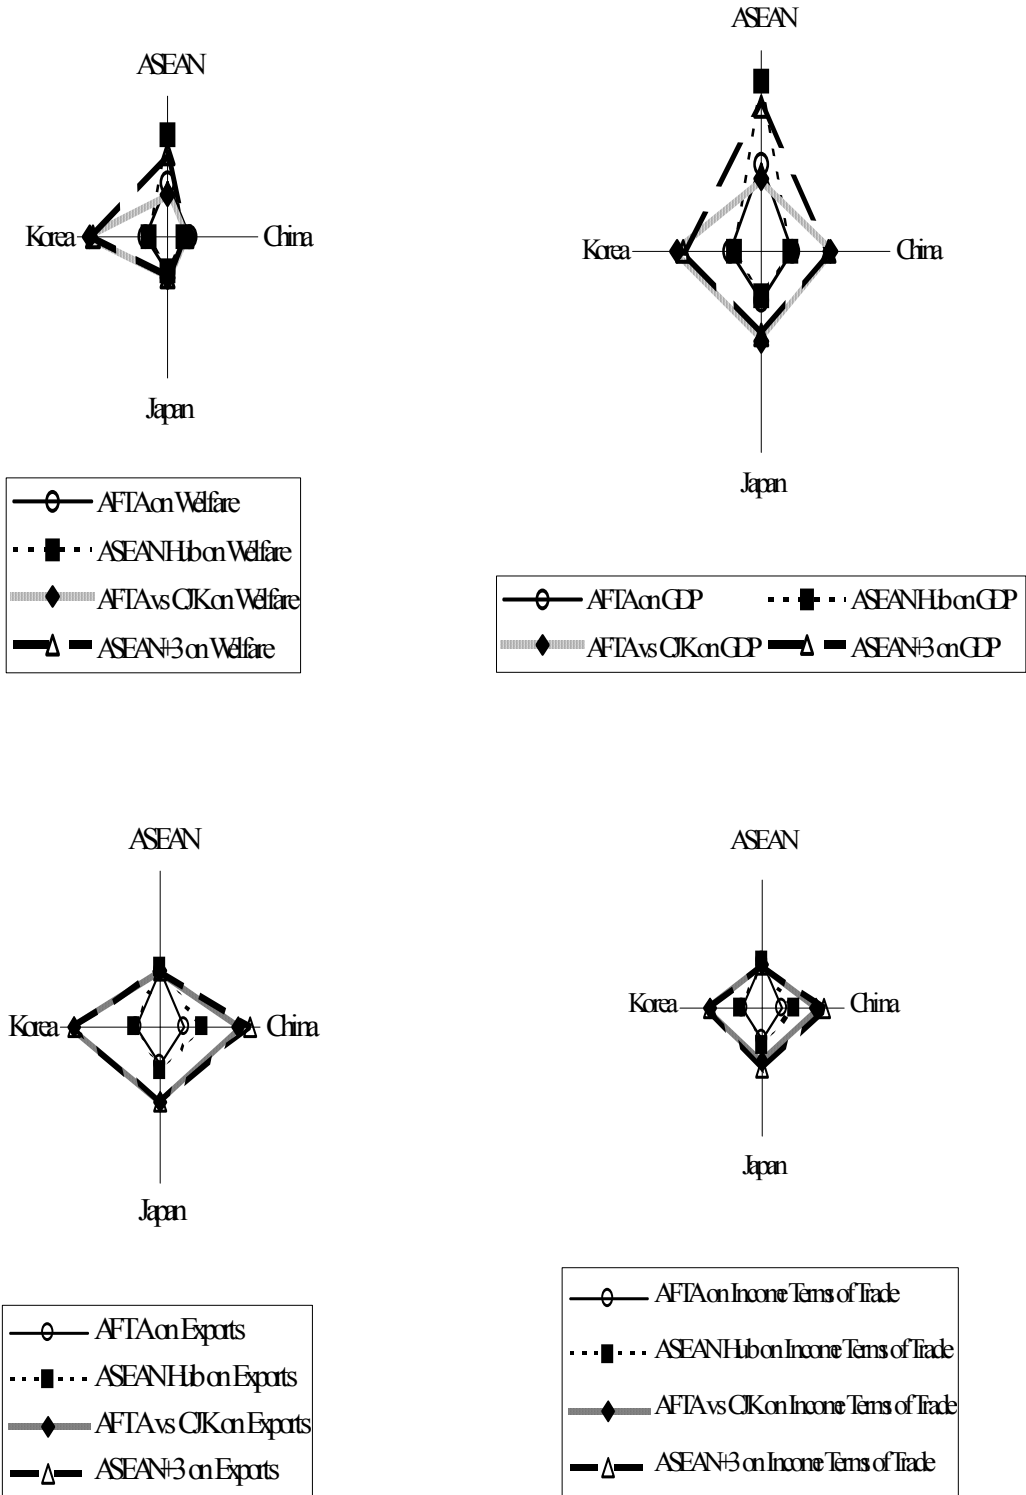 ASEAN
Korea
China
Japan
AFTA on Welfare
ASEAN Hub on Welfare
AFTA vs CJK on Welfare
ASEAN+3 on Welfare
ASEAN
Korea
China
Japan
AFTA on GDP
ASEAN Hub on GDP
AFTA vs CJK on GDP
ASEAN+3 on GDP
ASEAN
Korea
China
Japan
AFTA on Exports
ASEAN Hub on Exports
AFTA vs CJK on Exports
ASEAN+3 on Exports
ASEAN
Korea
China
Japan
AFTA on Income Terms of Trade
ASEAN Hub on Income Terms of Trade
AFTA vs CJK on Income Terms of Trade
ASEAN+3 on Income Terms of Trade